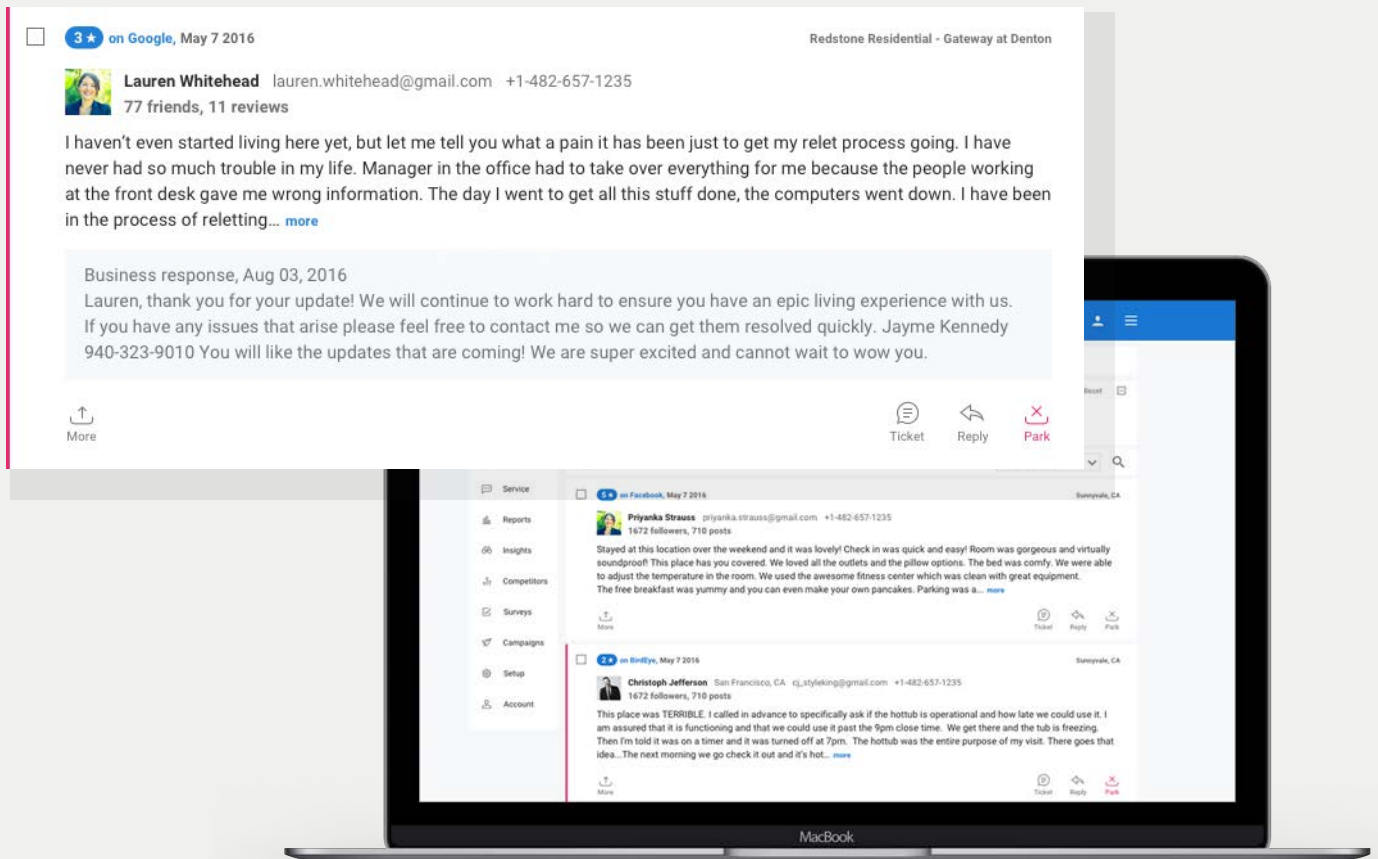 3 ★ on Google, May 7 2016
Redstone Residential - Gateway at Denton
Lauren Whitehead lauren.whitehead@gmail.com +1-482-657-1235
77 friends, 11 reviews
I haven’t even started living here yet, but let me tell you what a pain it has been just to get my relet process going. I have
never had so much trouble in my life. Manager in the office had to take over everything for me because the people working
at the front desk gave me wrong information. The day I went to get all this stuff done, the computers went down. I have been
in the process of reletting... more
Business response, Aug 03, 2016
Lauren, thank you for your update! We will continue to work hard to ensure you have an epic living experience with us.
If you have any issues that arise please feel free to contact me so we can get them resolved quickly. Jayme Kennedy
940-323-9010 You will like the updates that are coming! We are super excited and cannot wait to wow you.
More
Ticket Reply Park
Reset
Service
Reports
Insights
Competitors
Surveys
Campaigns
Setup
Account
5 ★ on Facebook, May 7 2016
Sunnyvale, CA
Priyanka Strauss priyanka.strauss@gmail.com +1-482-657-1235
1672 followers, 710 posts
Stayed at this location over the weekend and it was lovely! Check in was quick and easy! Room was gorgeous and virtually
soundproof! This place has you covered. We loved all the outlets and the pillow options. The bed was comfy. We were able
to adjust the temperature in the room. We used the awesome fitness center which was clean with great equipment.
The free breakfast was yummy and you can even make your own pancakes. Parking was a... more
More
Ticket Reply Park
2 ★ on BirdEye, May 7 2016
Sunnyvale, CA
Christoph Jefferson San Francisco, CA cj_styleking@gmail.com +1-482-657-1235
1672 followers, 710 posts
This place was TERRIBLE. I called in advance to specifically ask if the hottub is operational and how late we could use it. I
am assured that it is functioning and that we could use it past the 9pm close time. We get there and the tub is freezing.
Then I'm told it was on a timer and it was turned off at 7pm. The hottub was the entire purpose of my visit. There goes that
idea...The next morning we go check it out and it's hot... more
More
Ticket Reply Park
MacBook